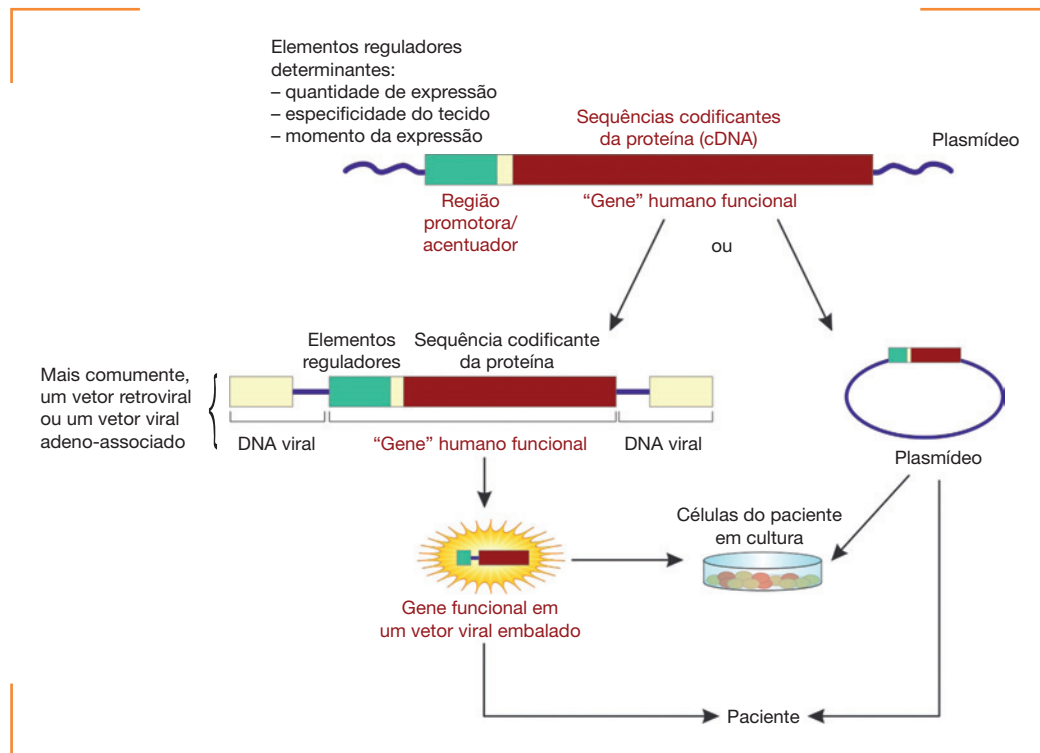 Elementos reguladores
determinantes:
– quantidade de expressão
– especificidade do tecido
– momento da expressão
Sequências codificantes
da proteína (cDNA)
Plasmídeo
Região
promotora/
acentuador
“Gene” humano funcional
ou
Mais comumente,
um vetor retroviral
ou um vetor viral
adeno-associado
Elementos
reguladores
Sequência codificante
da proteína
DNA viral
“Gene” humano funcional
DNA viral
Plasmídeo
Células do paciente
em cultura
Gene funcional em
um vetor viral embalado
Paciente